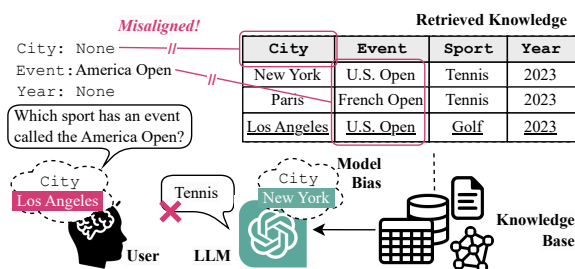 Misaligned!
Retrieved Knowledge
City: None
Event: America Open
Year: None
City Event Sport Year
New York U.S. Open Tennis 2023
Paris French Open Tennis 2023
Los Angeles U.S. Open Golf 2023
Which sport has an event
called the America Open?
City
Los Angeles
User
Tennis
LLM
City
New York
Model
Bias
Knowledge
Base